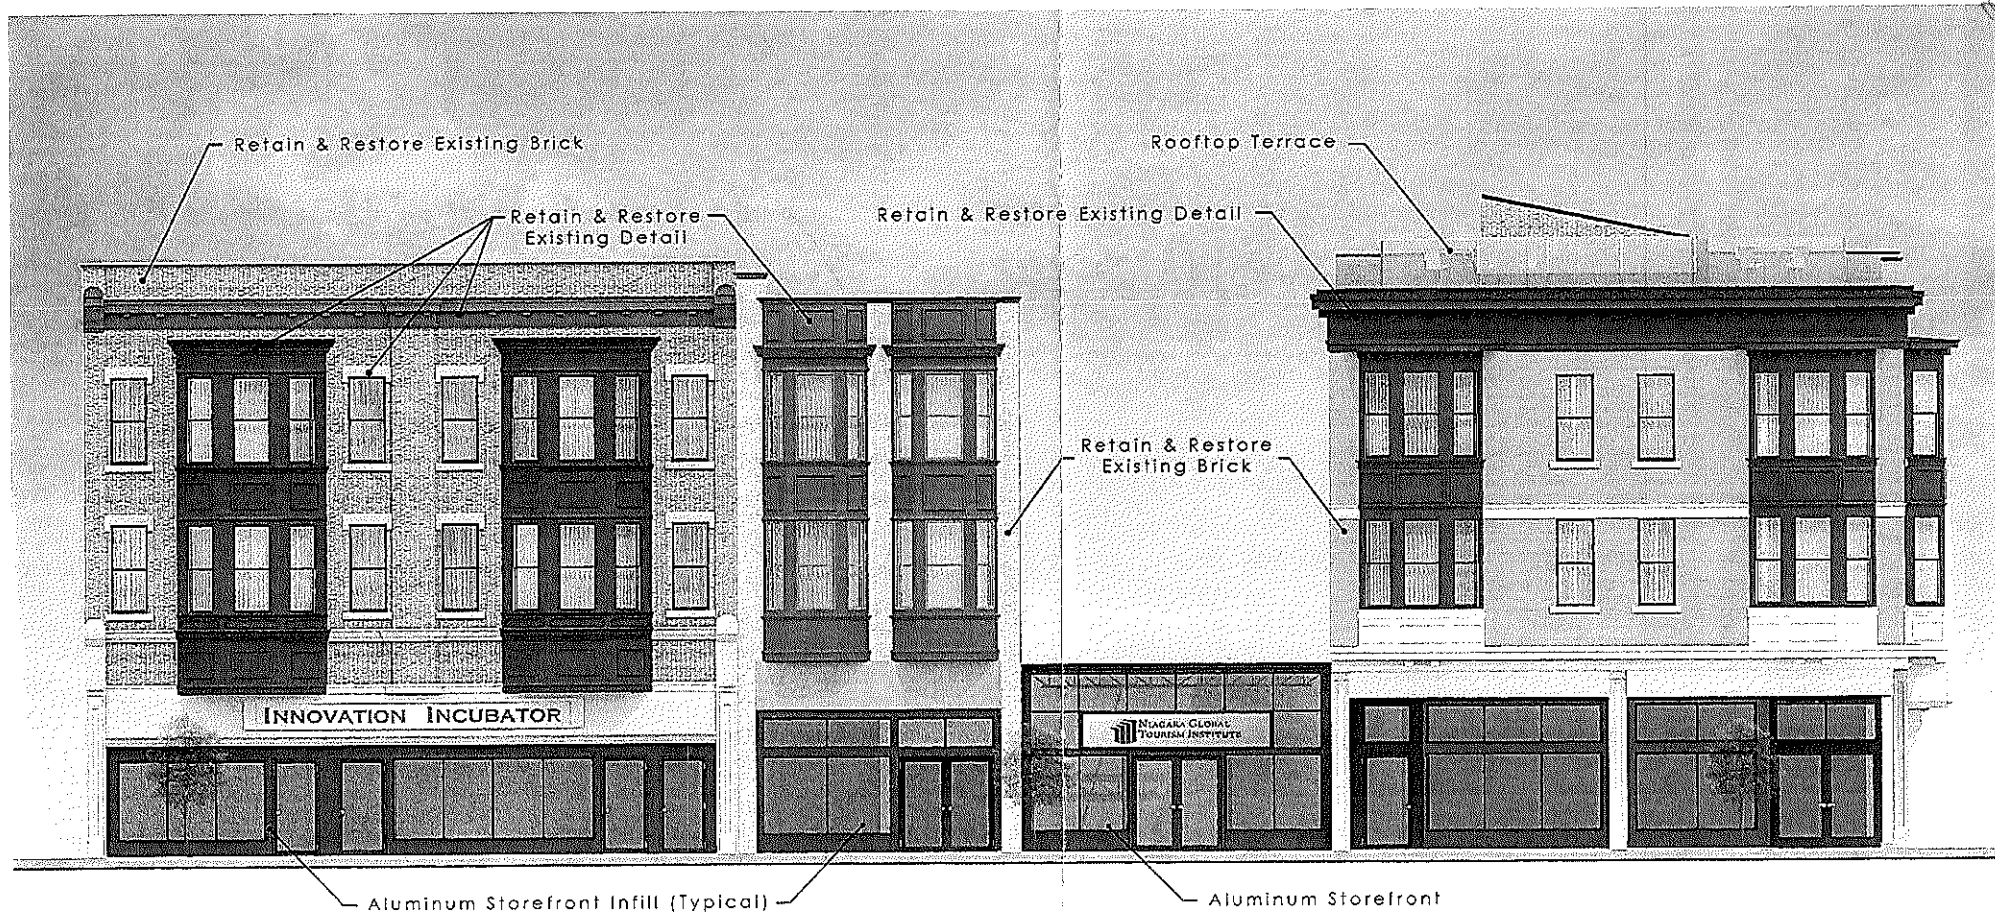 Retain & Restore Existing Brick
Rooftop Terrace
Retain & Restore
Existing Detail
Retain & Restore Existing Detail
Retain & Restore
Existing Brick
INNOVATION INCUBATOR
NIAGARA GLOBAL
TOURISM INSTITUTE
Aluminum Storefront Infill (Typical)
Aluminum Storefront